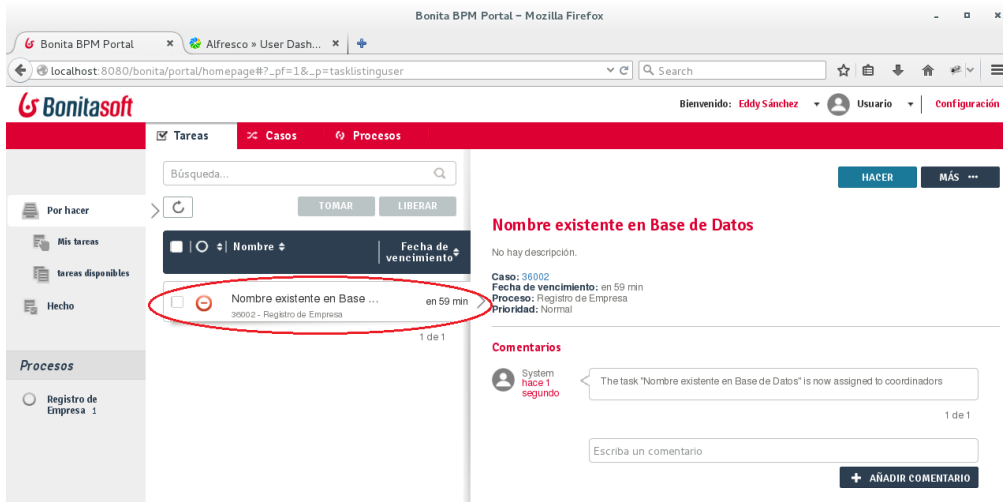 Bonita BPM Portal – Mozilla Firefox
Bonita BPM Portal
Alfresco » User Dash...
localhost:8080/bonita/portal/homepage#?_pf=1&_p=tasklistinguser
Search
Bonitasoft
Bienvenido: Eddy Sánchez
Usuario
Configuración
Tareas
Casos
Procesos
Por hacer
Mis tareas
tareas disponibles
Hecho
Procesos
Registro de
Empresa 1
Búsqueda...
TOMAR
LIBERAR
Nombre
Fecha de
vencimiento
Nombre existente en Base ...
en 59 min
36002 - Registro de Empresa
1 de 1
HACER
MÁS ...
Nombre existente en Base de Datos
No hay descripción.
Caso: 36002
Fecha de vencimiento: en 59 min
Proceso: Registro de Empresa
Prioridad: Normal
Comentarios
System
hace 1
segundo
The task "Nombre existente en Base de Datos" is now assigned to coordinadors
1 de 1
Escriba un comentario
AÑADIR COMENTARIO